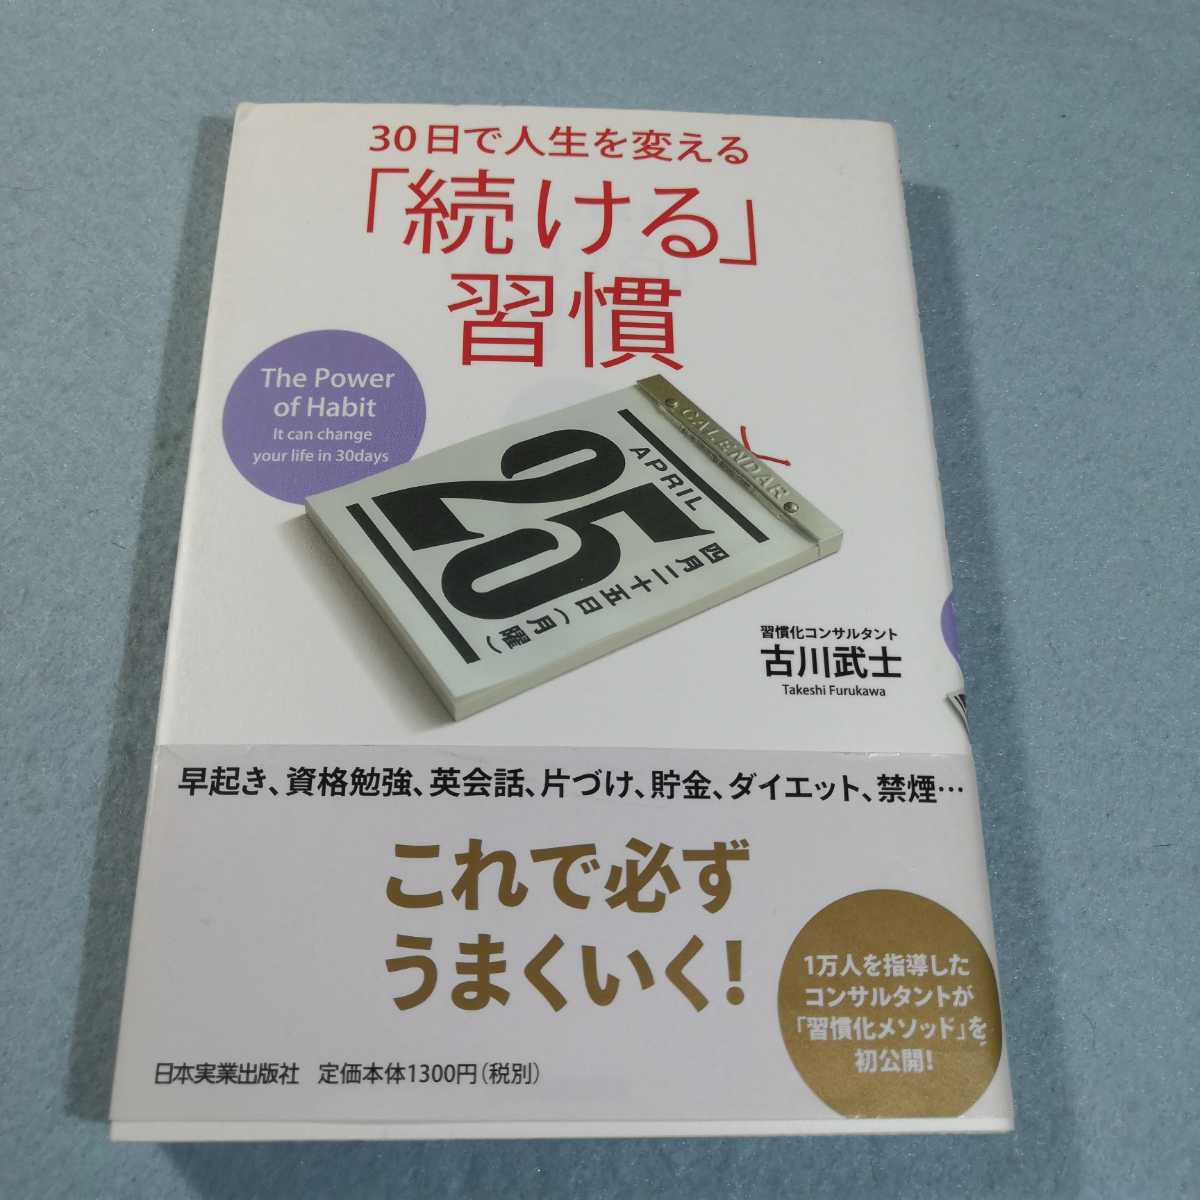 30日で人生を変える
「続ける」
習慣
The Power
of Habit
It can change
your life in 30days
CALENDAR
APRIL
25
四月二十五日(月曜)
習慣化コンサルタント
古川武士
Takeshi Furukawa
早起き、資格勉強、英会話、片づけ、貯金、ダイエット、禁煙…
これで必ず
うまくいく!
1万人を指導した
コンサルタントが
「習慣化メソッド」を
初公開!
日本実業出版社 定価本体1300円(税別)